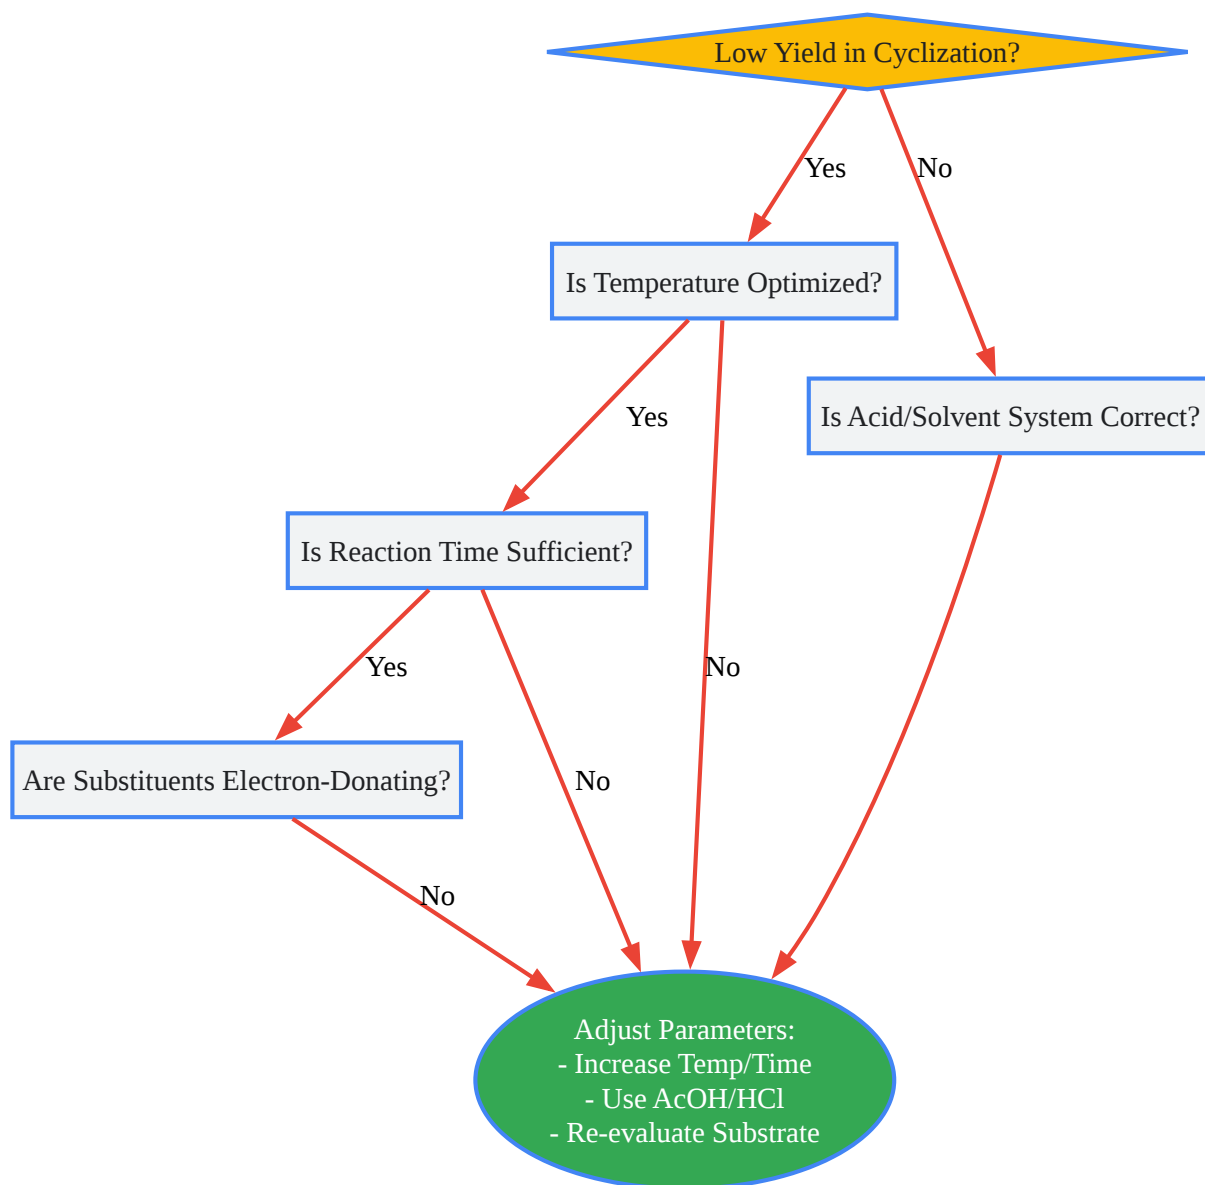 Low Yield in Cyclization?
Yes
No
Is Temperature Optimized?
Yes
Is Acid/Solvent System Correct?
Is Reaction Time Sufficient?
Yes
No
No
Are Substituents Electron-Donating?
No
Adjust Parameters:
- Increase Temp/Time
- Use AcOH/HCl
- Re-evaluate Substrate